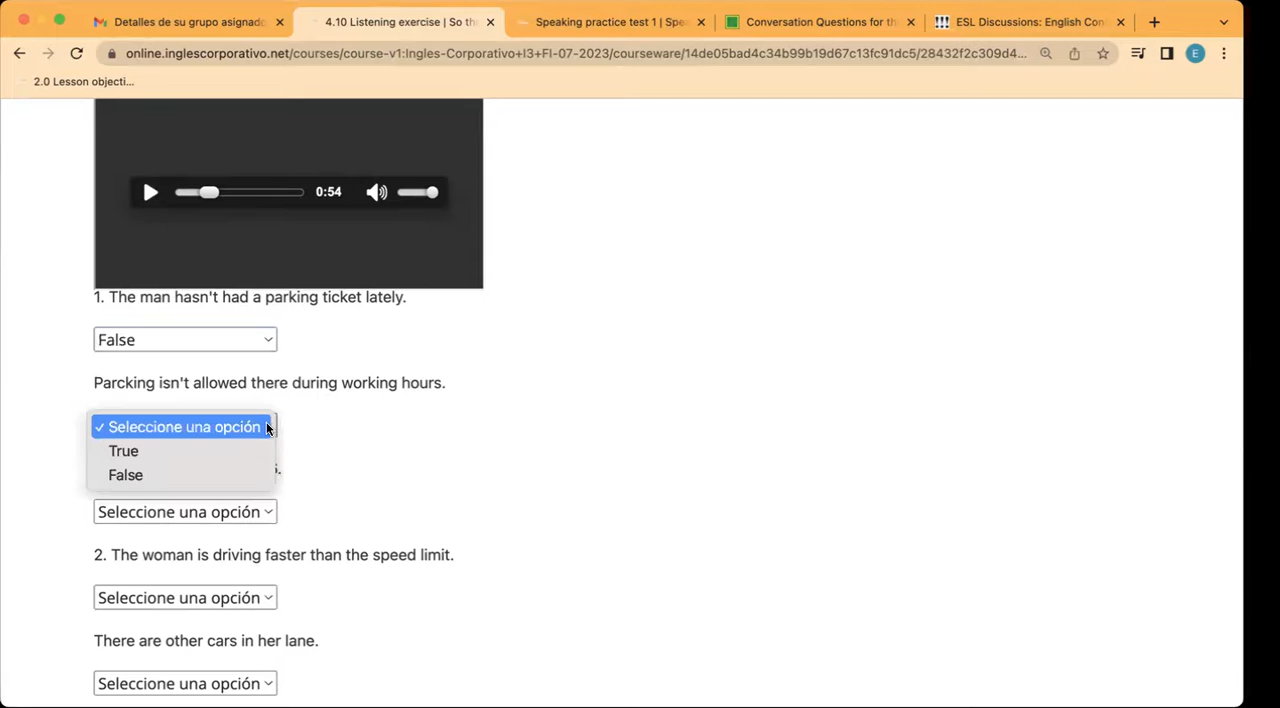 Detalles de su grupo asignad
4.10 Listening exercise | So th
Speaking practice test 1 | Spe
Conversation Questions for th
ESL Discussions: English Con
online.inglescorporativo.net/courses/course-v1:Ingles-Corporativo+I3+FI-07-2023/courseware/14de05bad4c34b99b19d67c13fc91dc5/28432f2c309d4...
E
2.0 Lesson objecti...
0:54
1. The man hasn't had a parking ticket lately.
False
Parcking isn't allowed there during working hours.
✓ Seleccione una opción
True
False
s.
Seleccione una opción
2. The woman is driving faster than the speed limit.
Seleccione una opción
There are other cars in her lane.
Seleccione una opción